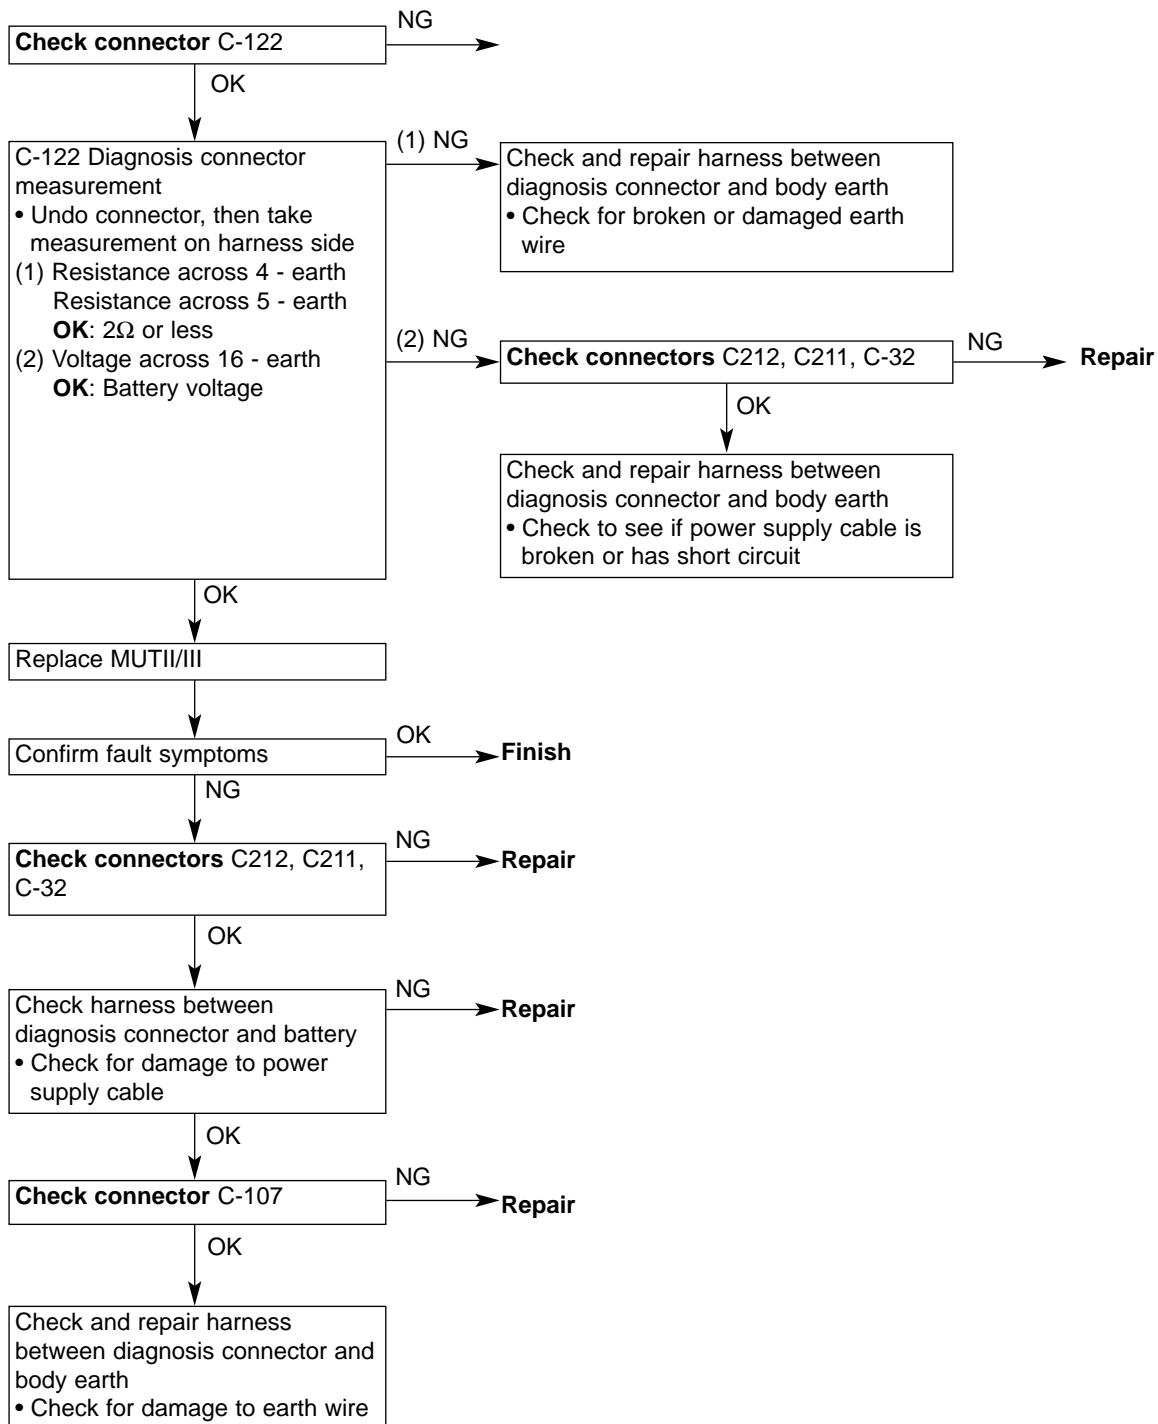 NG
Check connector C-122
OK
C-122 Diagnosis connector
measurement
• Undo connector, then take
measurement on harness side
(1) Resistance across 4 - earth
Resistance across 5 - earth
OK: 2Ω or less
(2) Voltage across 16 - earth
OK: Battery voltage
(1) NG
Check and repair harness between
diagnosis connector and body earth
• Check for broken or damaged earth
wire
(2) NG
Check connectors C212, C211, C-32
NG
Repair
OK
Check and repair harness between
diagnosis connector and body earth
• Check to see if power supply cable is
broken or has short circuit
OK
Replace MUTII/III
Confirm fault symptoms
OK
Finish
NG
Check connectors C212, C211,
C-32
NG
Repair
OK
Check harness between
diagnosis connector and battery
• Check for damage to power
supply cable
NG
Repair
OK
Check connector C-107
NG
Repair
OK
Check and repair harness
between diagnosis connector and
body earth
• Check for damage to earth wire